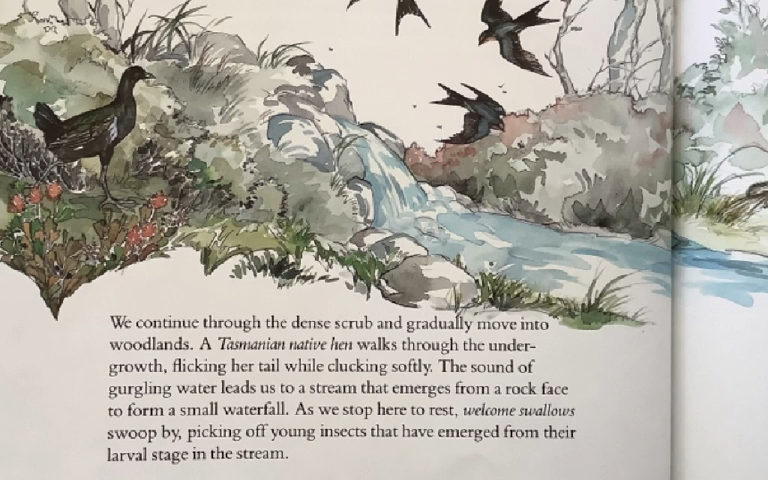 We continue through the dense scrub and gradually move into
woodlands. A Tasmanian native hen walks through the under-
growth, flicking her tail while clucking softly. The sound of
gurgling water leads us to a stream that emerges from a rock face
to form a small waterfall. As we stop here to rest, welcome swallows
swoop by, picking off young insects that have emerged from their
larval stage in the stream.